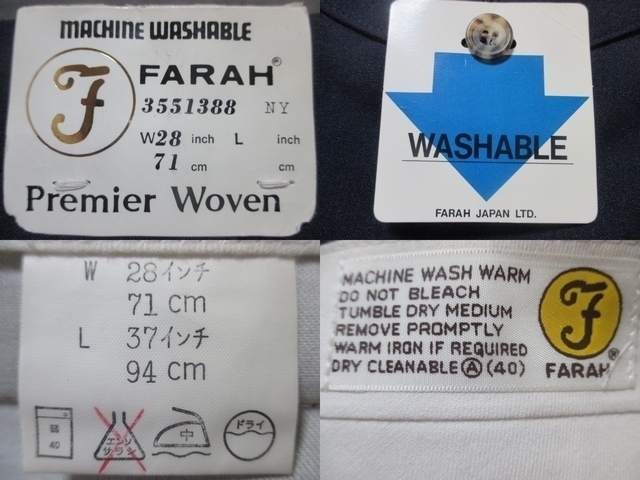 MACHINE WASHABLE
F
FARAH®
3551388 NY
W28 inch L inch
71 cm cm
Premier Woven
WASHABLE
FARAH JAPAN LTD.
W 28インチ
71 cm
L 37インチ
94 cm
40
エンソ
サラシ
中
ドライ
MACHINE WASH WARM
DO NOT BLEACH
TUMBLE DRY MEDIUM
REMOVE PROMPTLY
WARM IRON IF REQUIRED
DRY CLEANABLE Ⓐ (40)
F
FARAH®